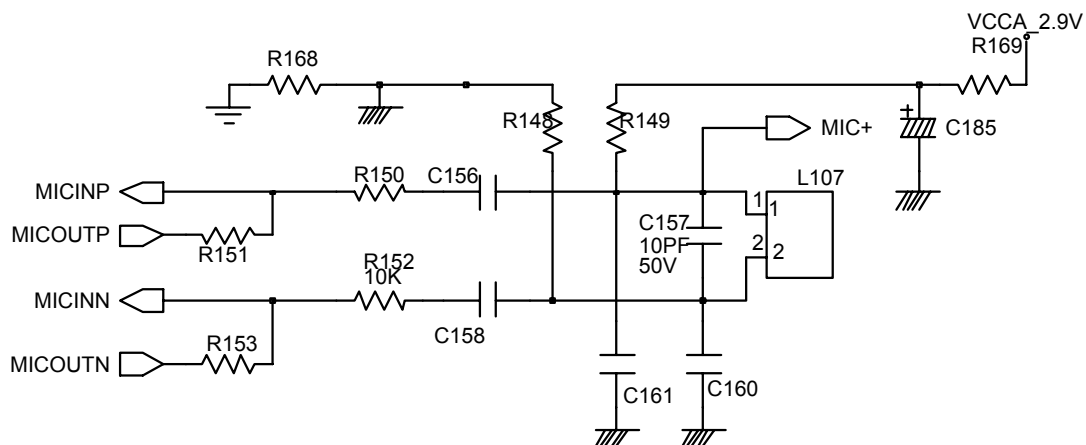 VCCA_2.9V
R169
R168
R148
R149
MIC+
+
C185
MICINP
R150
C156
L107
1
1
MICOUTP
R151
C157
10PF
50V
2
2
R152
10K
MICINN
C158
MICOUTN
R153
C161
C160